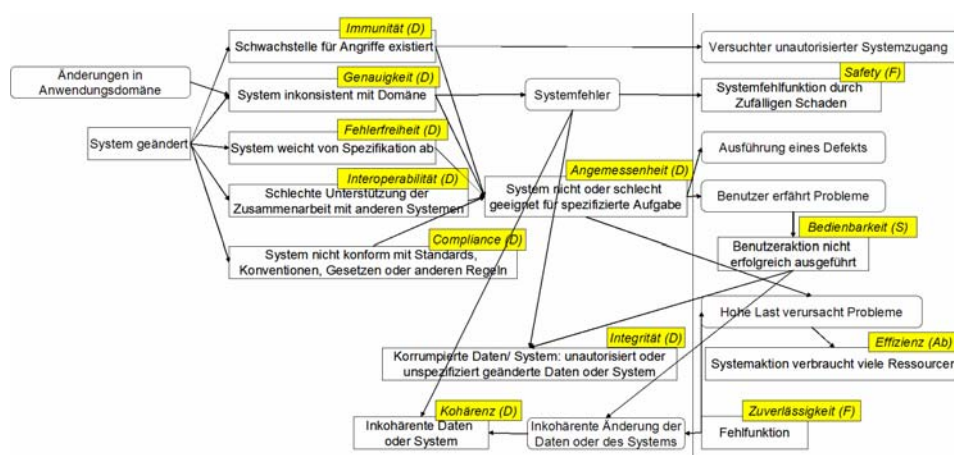 Immunität (D)
Schwachstelle für Angriffe existiert
Versuchter unautorisierter Systemzugang
Änderungen in
Anwendungsdomäne
Genauigkeit (D)
System inkonsistent mit Domäne
Systemfehler
Safety (F)
Systemfehlfunktion durch
Zufälligen Schaden
System geändert
Fehlerfreiheit (D)
System weicht von Spezifikation ab
Ausführung eines Defekts
Interoperabilität (D)
Schlechte Unterstützung der
Zusammenarbeit mit anderen Systemen
Angemessenheit (D)
System nicht oder schlecht
geeignet für spezifizierte Aufgabe
Benutzer erfährt Probleme
Compliance (D)
System nicht konform mit Standards,
Konventionen, Gesetzen oder anderen Regeln
Bedienbarkeit (S)
Benutzeraktion nicht
erfolgreich ausgeführt
Hohe Last verursacht Probleme
Integrität (D)
Korrumpierte Daten/ System: unautorisiert oder
unspezifiziert geänderte Daten oder System
Effizienz (Ab)
Systemaktion verbraucht viele Ressourcen
Kohärenz (D)
Inkohärente Daten
oder System
Inkohärente Änderung der
Daten oder des Systems
Zuverlässigkeit (F)
Fehlfunktion